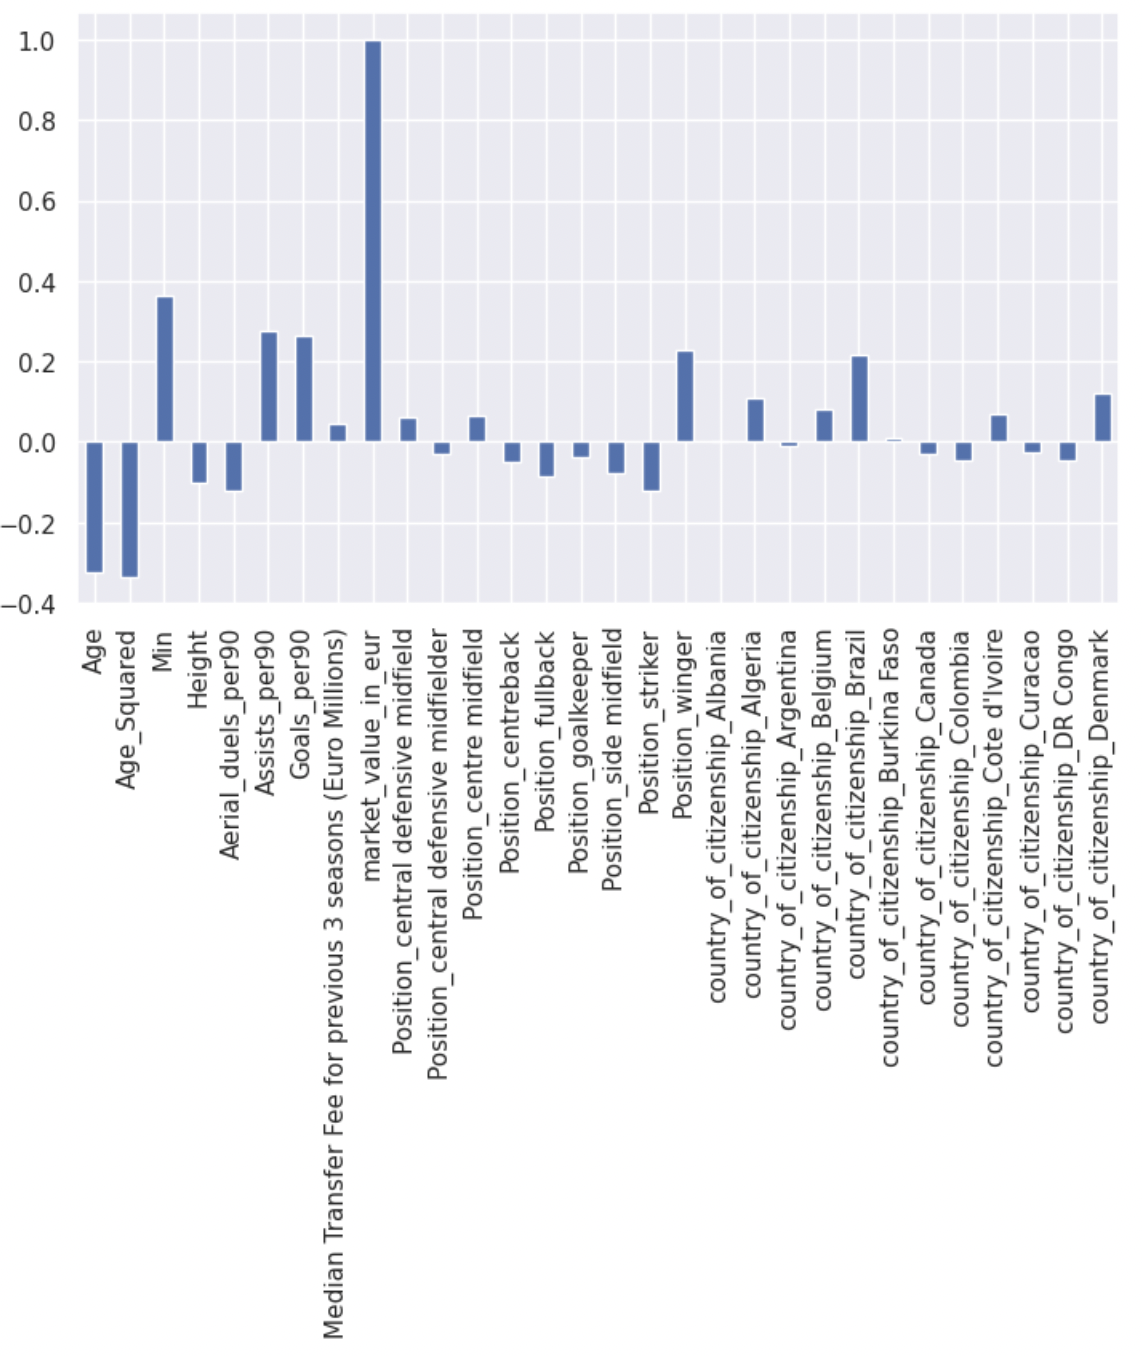 1.0
0.8
0.6
0.4
0.2
0.0
−0.2
−0.4
Age
Age_Squared
Min
Height
Aerial_duels_per90
Assists_per90
Goals_per90
Median Transfer Fee for previous 3 seasons (Euro Millions)
market_value_in_eur
Position_central defensive midfield
Position_central defensive midfielder
Position_centre midfield
Position_centreback
Position_fullback
Position_goalkeeper
Position_side midfield
Position_striker
Position_winger
country_of_citizenship_Albania
country_of_citizenship_Algeria
country_of_citizenship_Argentina
country_of_citizenship_Belgium
country_of_citizenship_Brazil
country_of_citizenship_Burkina Faso
country_of_citizenship_Canada
country_of_citizenship_Colombia
country_of_citizenship_Cote d'Ivoire
country_of_citizenship_Curacao
country_of_citizenship_DR Congo
country_of_citizenship_Denmark